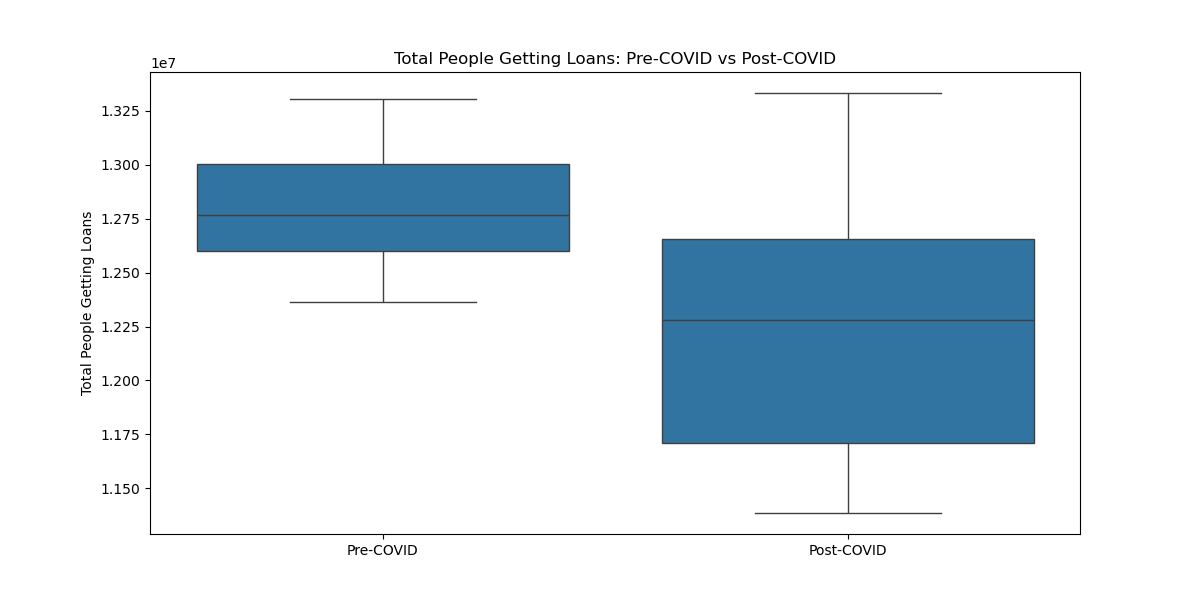 Total People Getting Loans: Pre-COVID vs Post-COVID
1e7
1.325
1.300
1.275
1.250
1.225
1.200
1.175
1.150
Total People Getting Loans
Pre-COVID
Post-COVID